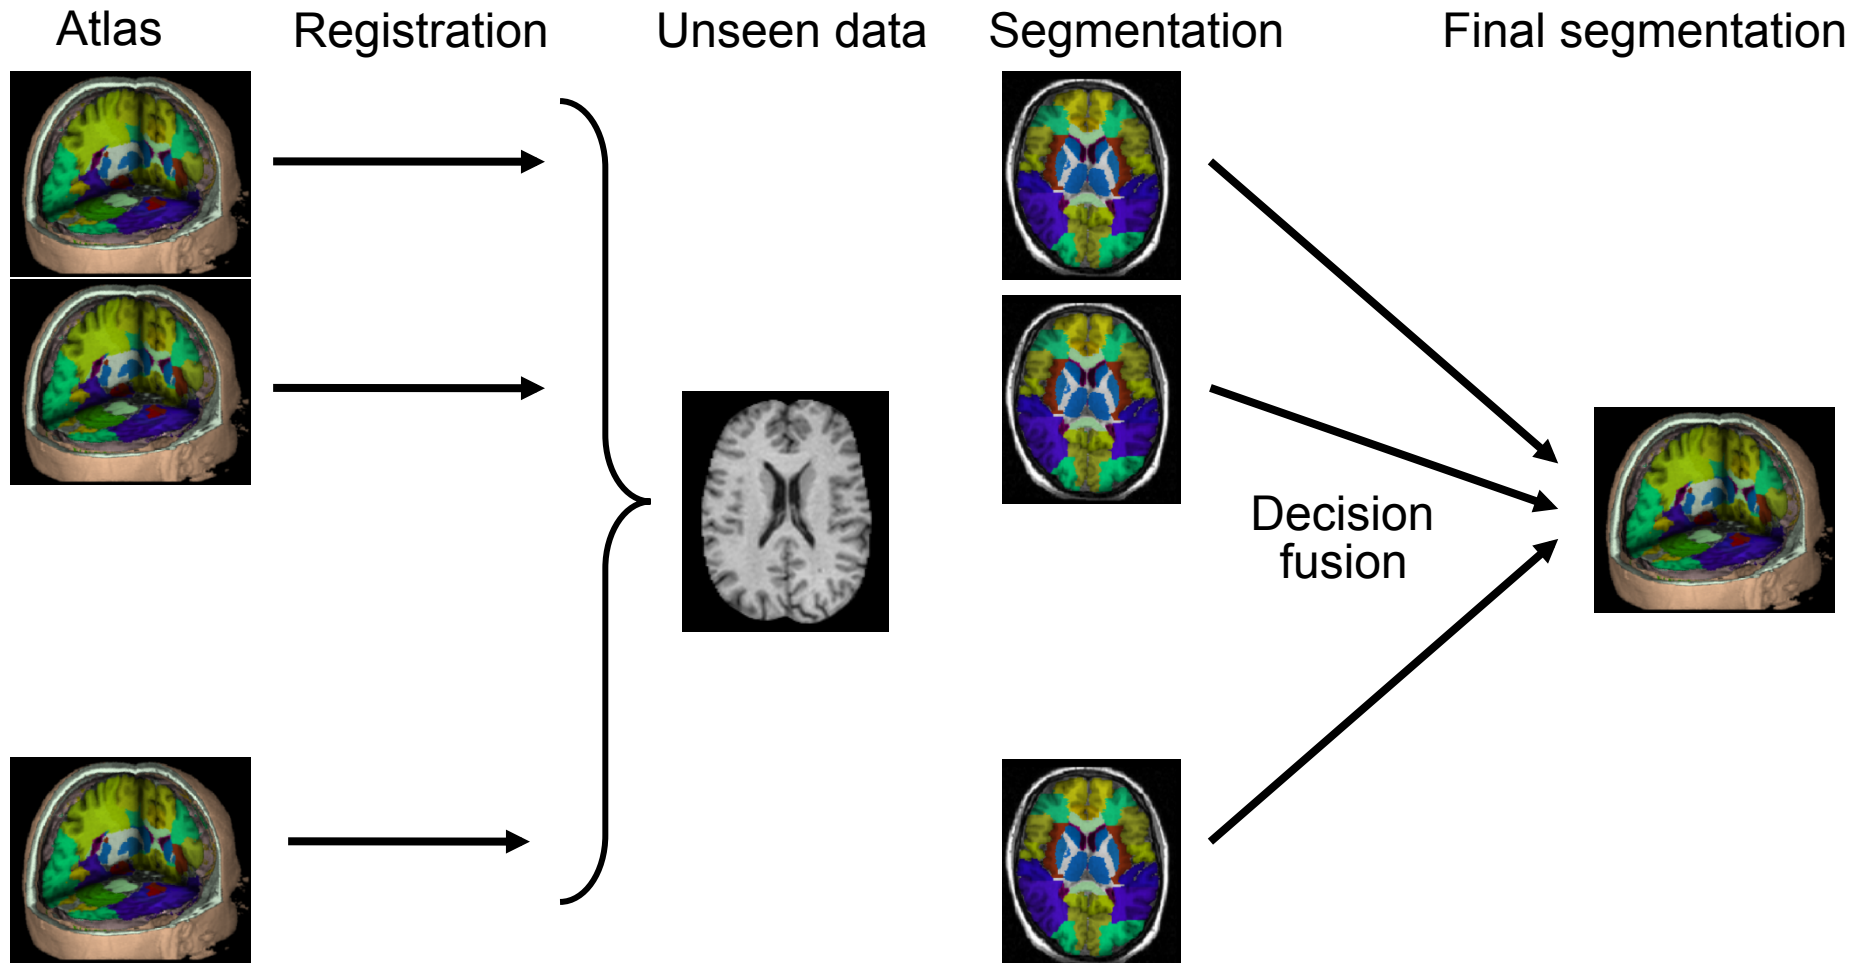 Atlas
Registration
Unseen data
Segmentation
Final segmentation
Decision
fusion